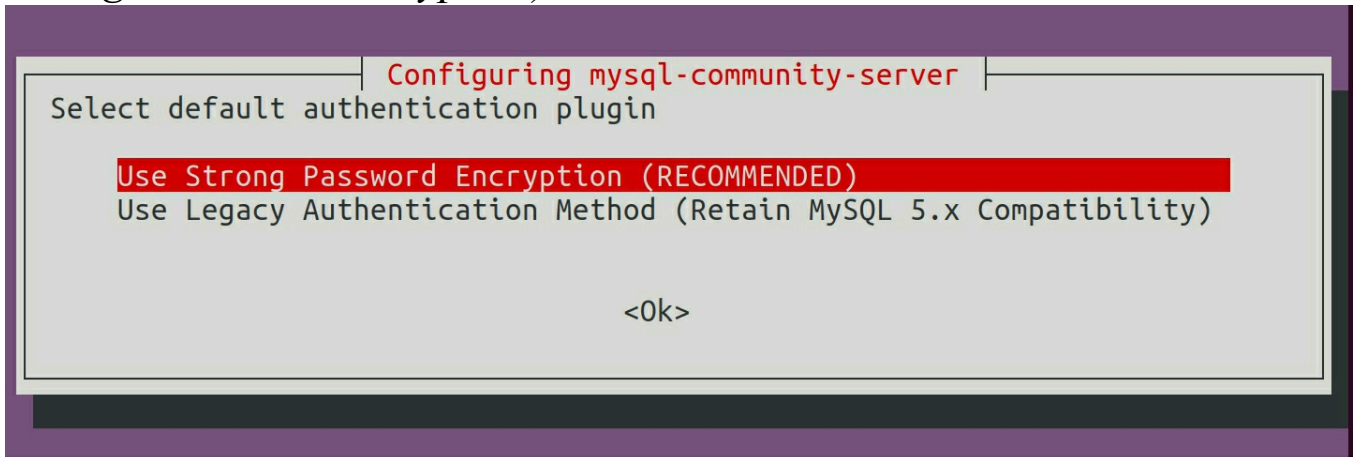 Configuring mysql-community-server
Select default authentication plugin
Use Strong Password Encryption (RECOMMENDED)
Use Legacy Authentication Method (Retain MySQL 5.x Compatibility)
<Ok>